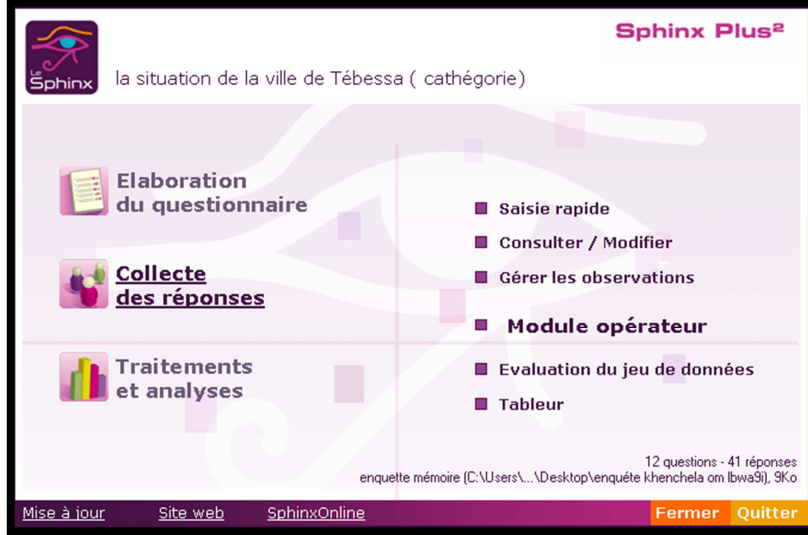 Sphinx Plus²
Le
Sphinx
la situation de la ville de Tébessa ( cathégorie)
Elaboration
du questionnaire
Collecte
des réponses
Traitements
et analyses
Saisie rapide
Consulter / Modifier
Gérer les observations
Module opérateur
Evaluation du jeu de données
Tableur
12 questions - 41 réponses
enquette mémoire (C:\Users\...\Desktop\enquéte khenchela om lbwa9i), 9Ko
Mise à jour
Site web
SphinxOnline
Fermer
Quitter